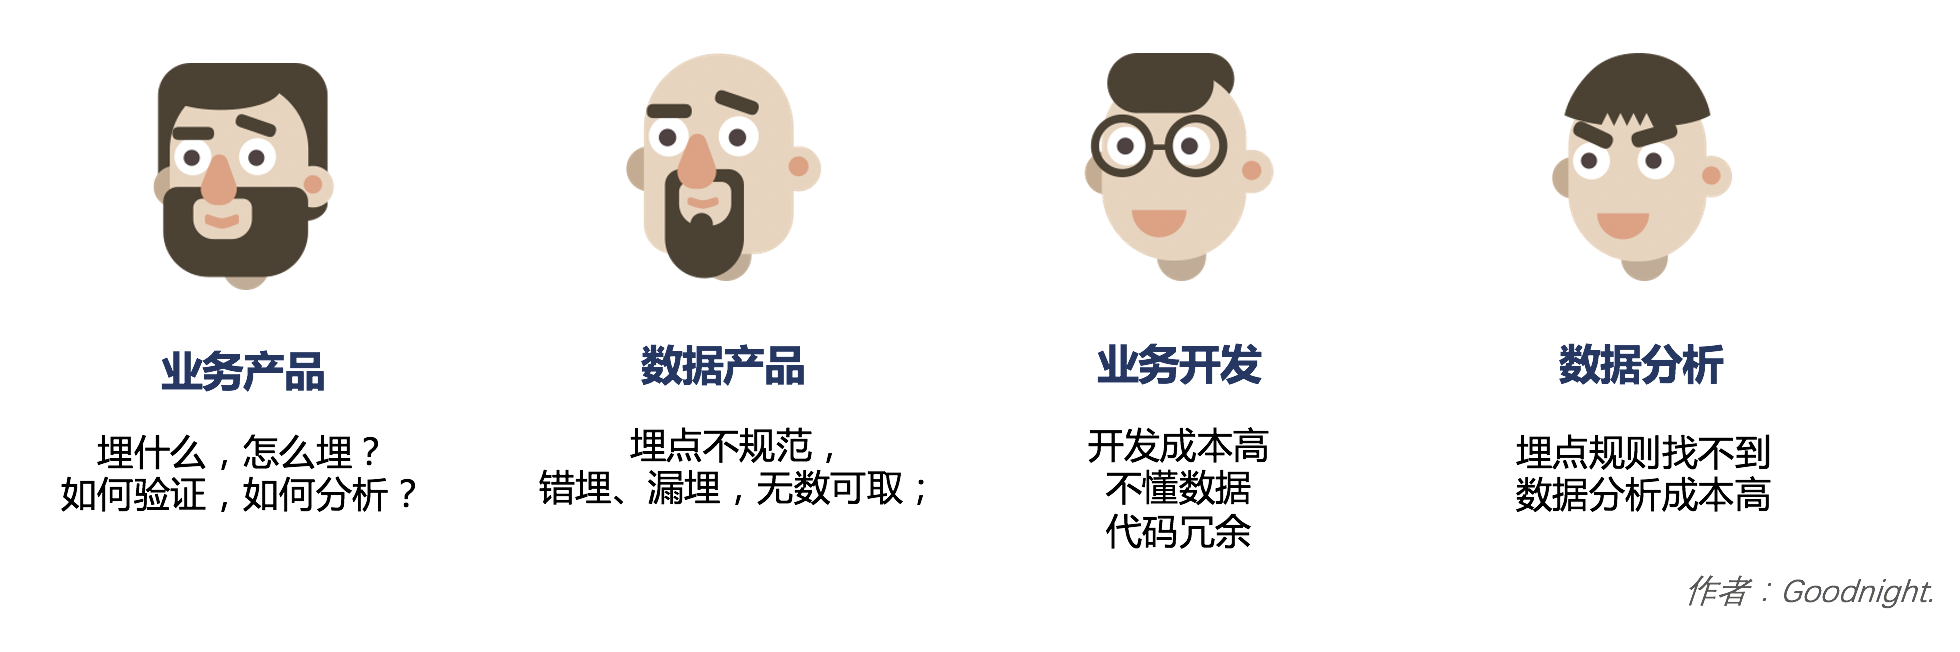 业务产品
埋什么，怎么埋？
如何验证，如何分析？
数据产品
埋点不规范，
错埋、漏埋，无数可取；
业务开发
开发成本高
不懂数据
代码冗余
数据分析
埋点规则找不到
数据分析成本高
作者：Goodnight.